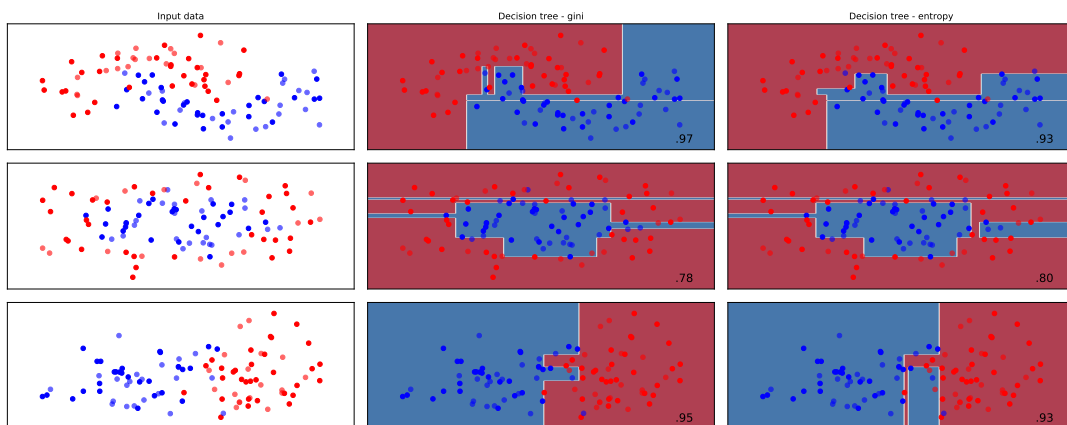 Input data
Decision tree - gini
Decision tree - entropy
.97
.93
.78
.80
.95
.93